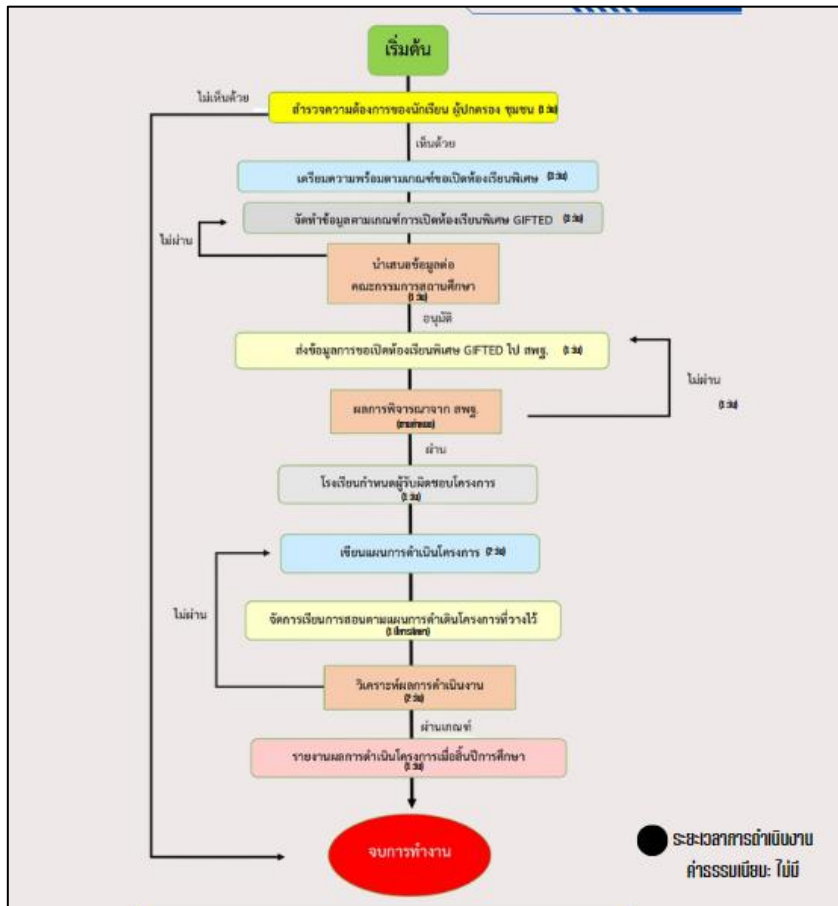 เริ่มต้น
ไม่เห็นด้วย
สำรวจความต้องการของนักเรียน ผู้ปกครอง ชุมชน
เห็นด้วย
เตรียมความพร้อมตามเกณฑ์ขอเปิดห้องเรียนพิเศษ
จัดทำข้อมูลตามเกณฑ์การเปิดห้องเรียนพิเศษ GIFTED
ไม่ผ่าน
นำเสนอข้อมูลต่อ
คณะกรรมการสถานศึกษา
อนุมัติ
ส่งข้อมูลการขอเปิดห้องเรียนพิเศษ GIFTED ไป สพฐ.
ไม่ผ่าน
ผลการพิจารณาจาก สพฐ.
ผ่าน
โรงเรียนกำหนดผู้รับผิดชอบโครงการ
เขียนแผนการดำเนินโครงการ
ไม่ผ่าน
จัดการเรียนการสอนตามแผนการดำเนินโครงการที่วางไว้
วิเคราะห์ผลการดำเนินงาน
ผ่านเกณฑ์
รายงานผลการดำเนินโครงการเมื่อสิ้นปีการศึกษา
จบการทำงาน
ระยะเวลาการดำเนินงาน
ค่าธรรมเนียม: ไม่มี